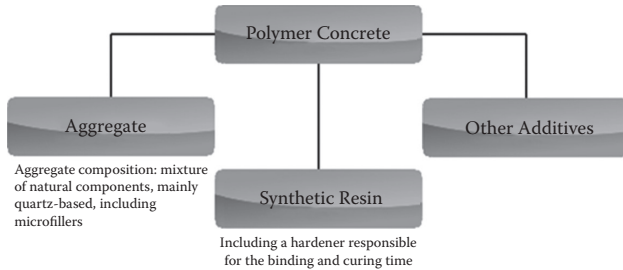 Polymer Concrete
Aggregate
Other Additives
Aggregate composition: mixture
of natural components, mainly
quartz-based, including
microfillers
Synthetic Resin
Including a hardener responsible
for the binding and curing time